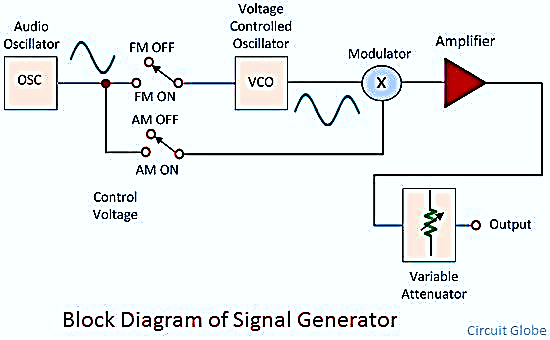 Audio
Oscillator
OSC
FM OFF
FM ON
AM OFF
AM ON
Control
Voltage
Voltage
Controlled
Oscillator
VCO
Modulator
X
Amplifier
Output
Variable
Attenuator
Block Diagram of Signal Generator
Circuit Globe